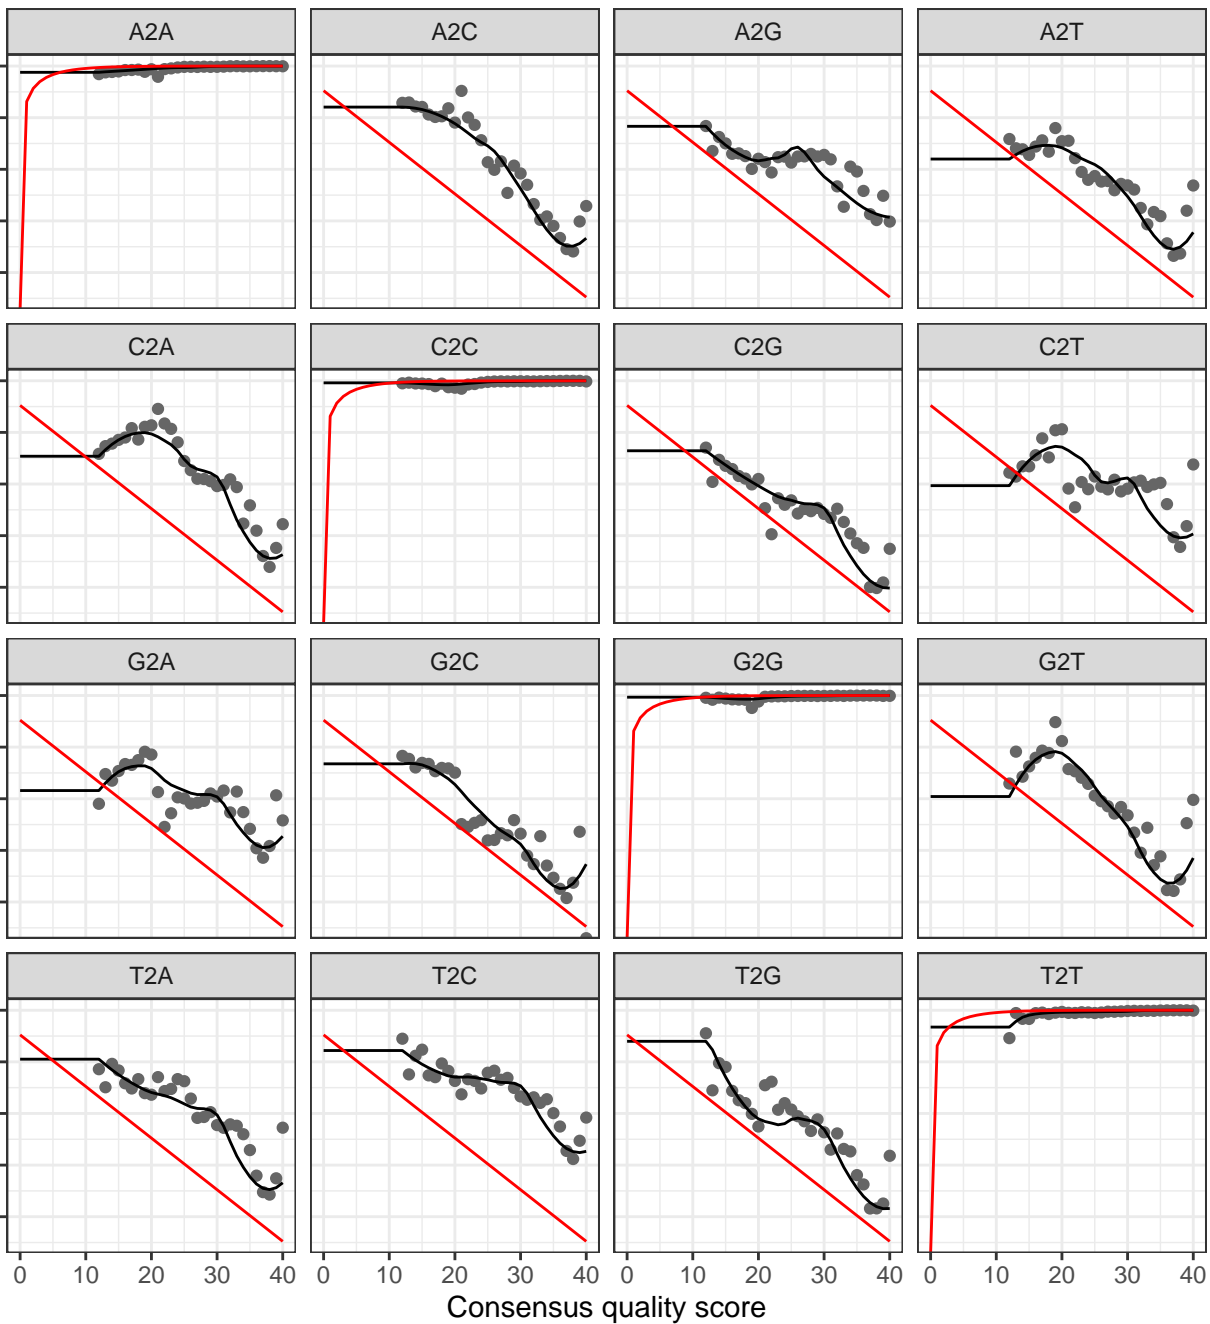 A2A A2C A2G A2T
C2A C2C C2G C2T
G2A G2C G2G G2T
T2A T2C T2G T2T
0 10 20 30 40 0 10 20 30 40 0 10 20 30 40 0 10 20 30 40
Consensus quality score